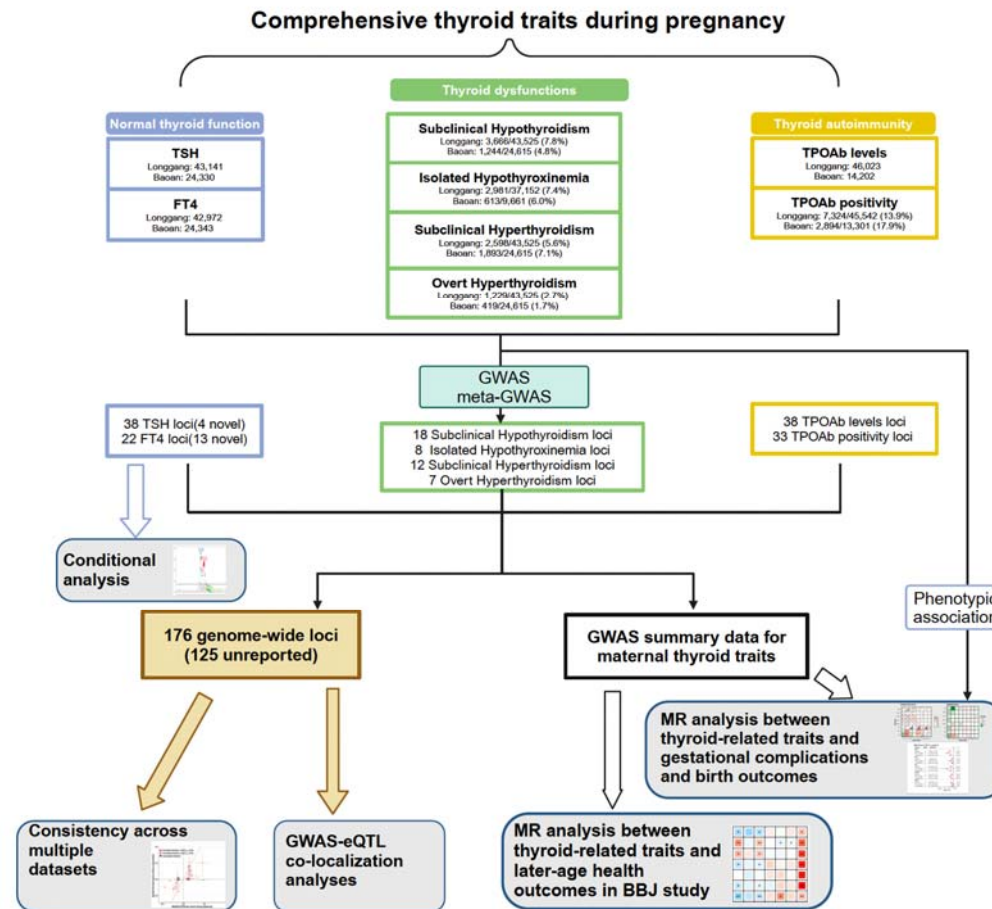 Comprehensive thyroid traits during pregnancy
Normal thyroid function
TSH
Longgang: 43,141
Baoan: 24,330
FT4
Longgang: 42,972
Baoan: 24,343
Thyroid dysfunctions
Subclinical Hypothyroidism
Longgang: 3,666/43,525 (7.8%)
Baoan: 1,244/24,615 (4.8%)
Isolated Hypothyroxinemia
Longgang: 2,981/37,152 (7.4%)
Baoan: 613/9,661 (6.0%)
Subclinical Hyperthyroidism
Longgang: 2,598/43,525 (5.6%)
Baoan: 1,893/24,615 (7.1%)
Overt Hyperthyroidism
Longgang: 1,229/43,525 (2.7%)
Baoan: 419/24,615 (1.7%)
Thyroid autoimmunity
TPOAb levels
Longgang: 46,023
Baoan: 14,202
TPOAb positivity
Longgang: 7,324/45,542 (13.9%)
Baoan: 2,894/13,301 (17.9%)
GWAS
meta-GWAS
38 TSH loci(4 novel)
22 FT4 loci(13 novel)
18 Subclinical Hypothyroidism loci
8 Isolated Hypothyroxinemia loci
12 Subclinical Hyperthyroidism loci
7 Overt Hyperthyroidism loci
38 TPOAb levels loci
33 TPOAb positivity loci
Conditional
analysis
Phenotypic
association
176 genome-wide loci
(125 unreported)
GWAS summary data for
maternal thyroid traits
MR analysis between
thyroid-related traits and
gestational complications
and birth outcomes
Consistency across
multiple
datasets
GWAS-eQTL
co-localization
analyses
MR analysis between
thyroid-related traits and
later-age health
outcomes in BBJ study